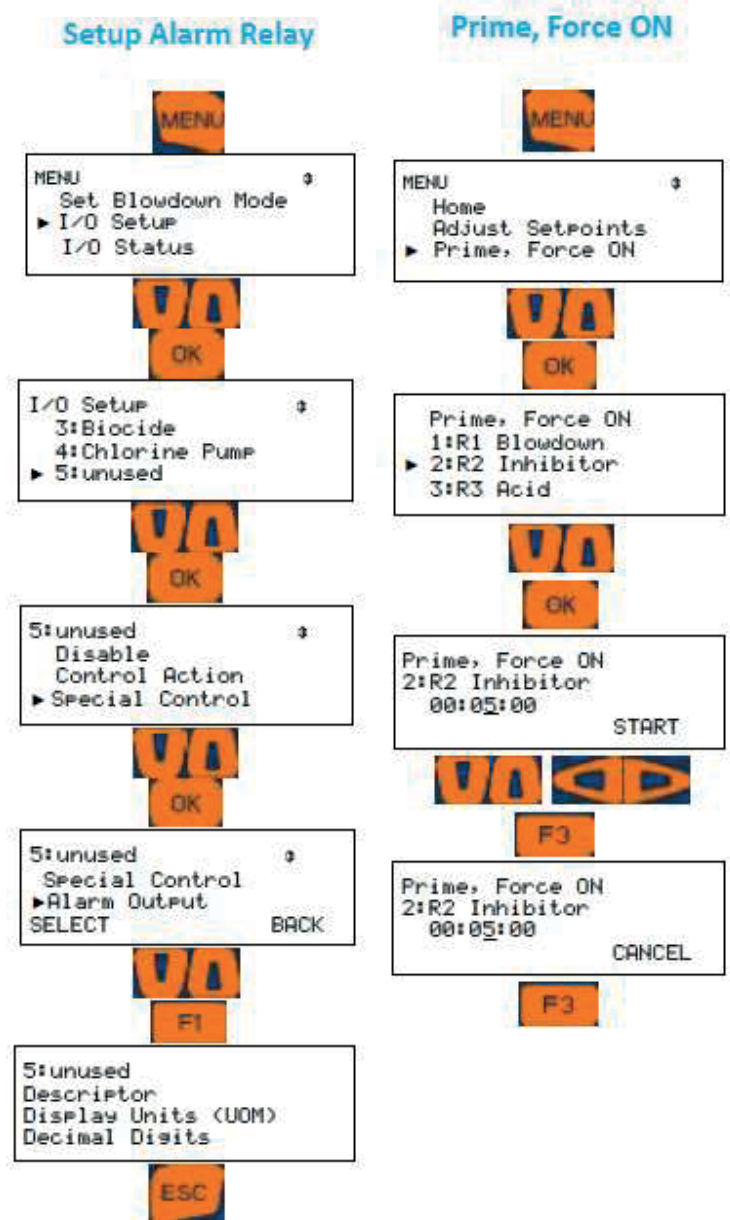 Setup Alarm Relay
MENU
MENU
Set Blowdown Mode
I/O Setup
I/O Status
OK
I/O Setup
3:Biocide
4:Chlorine Pump
5:unused
OK
5:unused
Disable
Control Action
Special Control
OK
5:unused
Special Control
Alarm Output
SELECT BACK
F1
5:unused
Descriptor
Display Units (UOM)
Decimal Digits
ESC
Prime, Force ON
MENU
MENU
Home
Adjust Setpoints
Prime, Force ON
OK
Prime, Force ON
1:R1 Blowdown
2:R2 Inhibitor
3:R3 Acid
OK
Prime, Force ON
2:R2 Inhibitor
00:05:00
START
F3
Prime, Force ON
2:R2 Inhibitor
00:05:00
CANCEL
F3